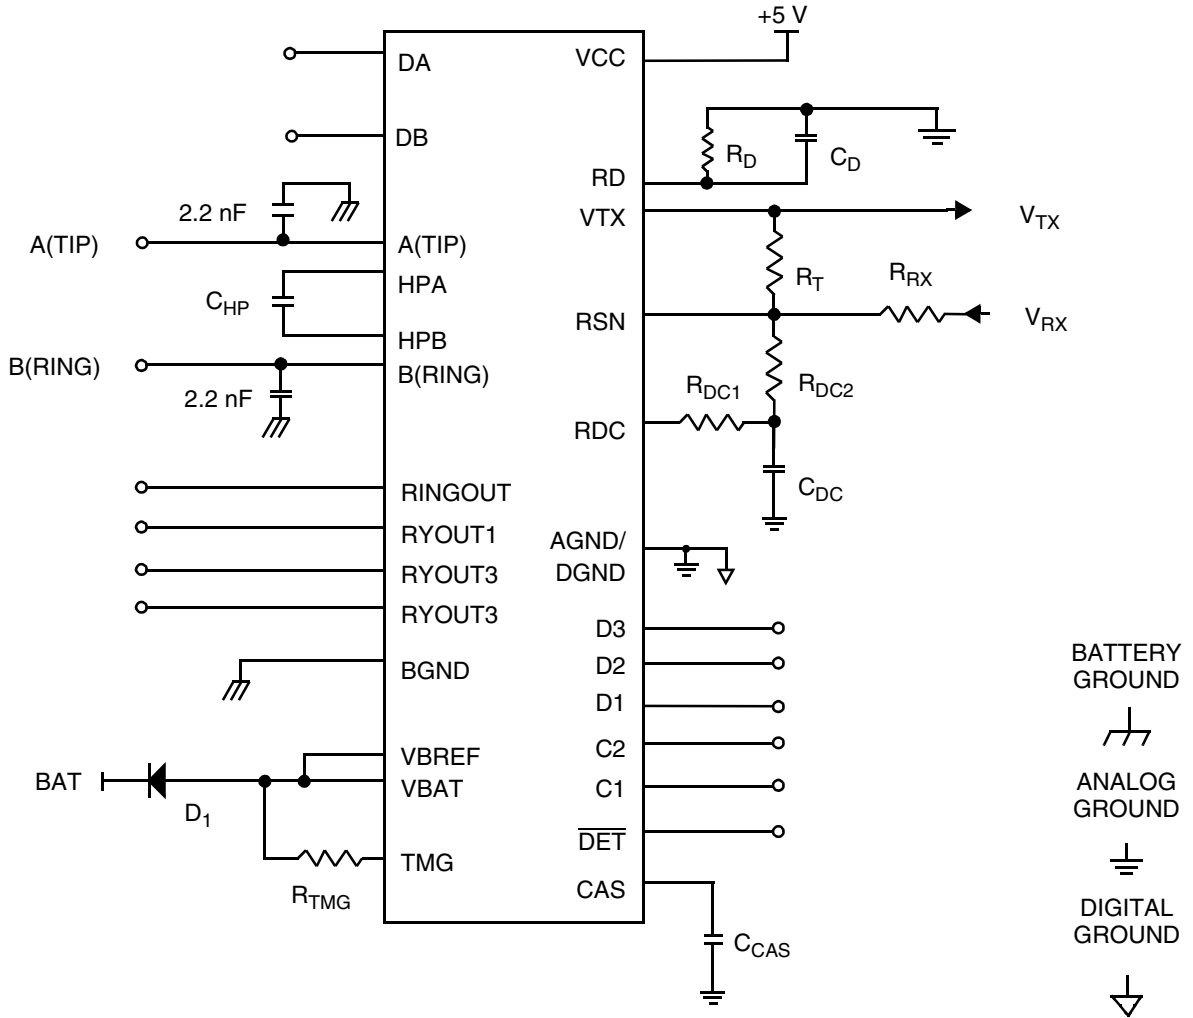 +5 V
DA
VCC
DB
R_D
C_D
RD
2.2 nF
VTX
V_TX
A(TIP)
A(TIP)
HPA
R_T
R_RX
C_HP
RSN
V_RX
HPB
B(RING)
B(RING)
2.2 nF
R_DC1
R_DC2
RDC
C_DC
RINGOUT
RYOUT1
AGND/
DGND
RYOUT3
RYOUT3
D3
BGND
D2
D1
BATTERY
GROUND
VBREF
C2
BAT
VBAT
C1
ANALOG
GROUND
D_1
DET
TMG
R_TMG
CAS
DIGITAL
GROUND
C_CAS